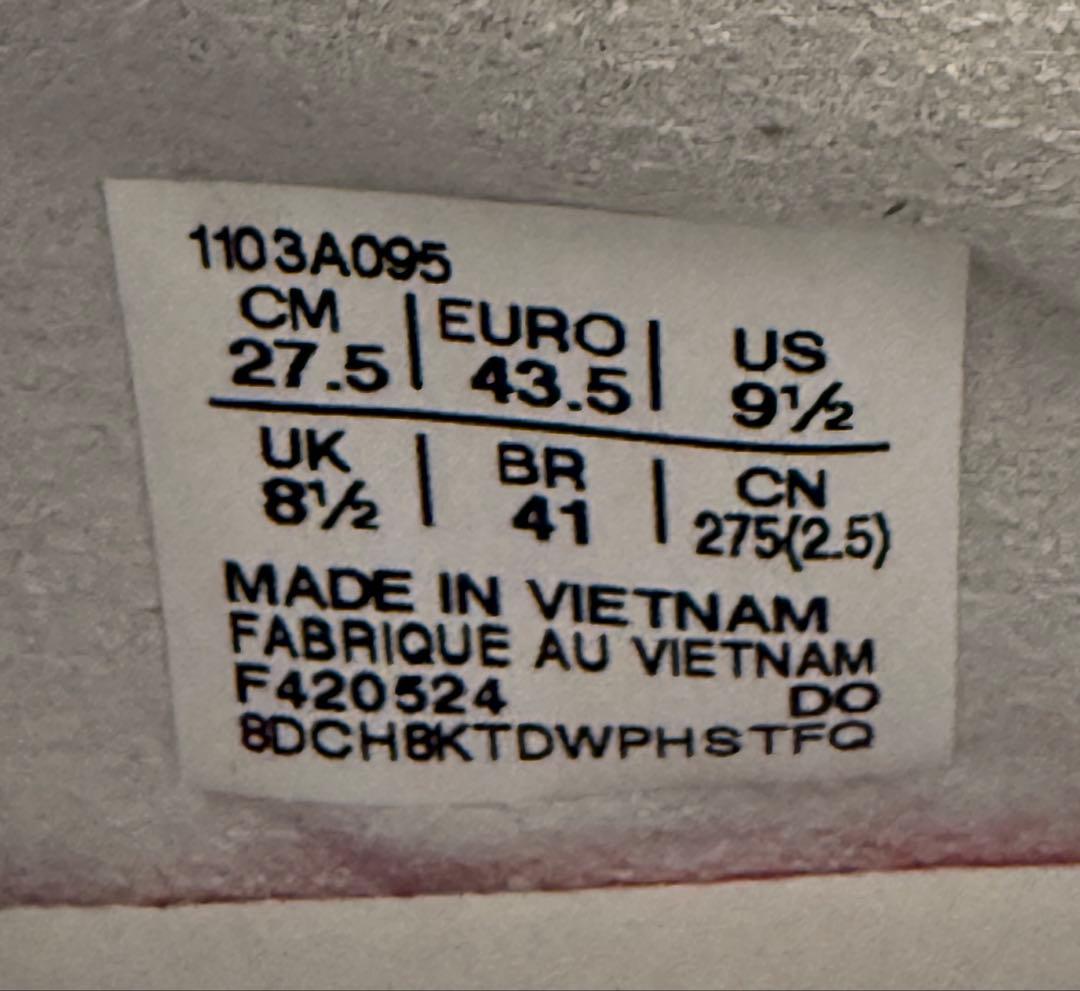 1103A095
CM | EURO | US
27.5 | 43.5 | 9½
UK | BR | CN
8½ | 41 | 275(2.5)
MADE IN VIETNAM
FABRIQUE AU VIETNAM
F420524 DO
8DCH8KTDWPHSTFQ